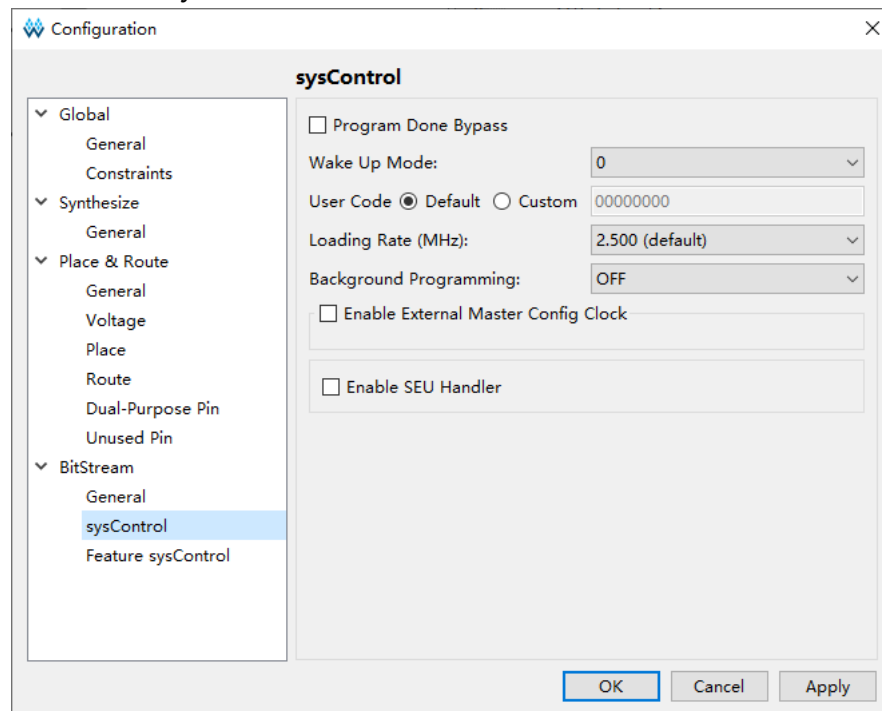 Configuration
sysControl
Global
General
Constraints
Synthesize
General
Place & Route
General
Voltage
Place
Route
Dual-Purpose Pin
Unused Pin
BitStream
General
sysControl
Feature sysControl
Program Done Bypass
Wake Up Mode: 0
User Code Default Custom 00000000
Loading Rate (MHz): 2.500 (default)
Background Programming: OFF
Enable External Master Config Clock
Enable SEU Handler
OK Cancel Apply